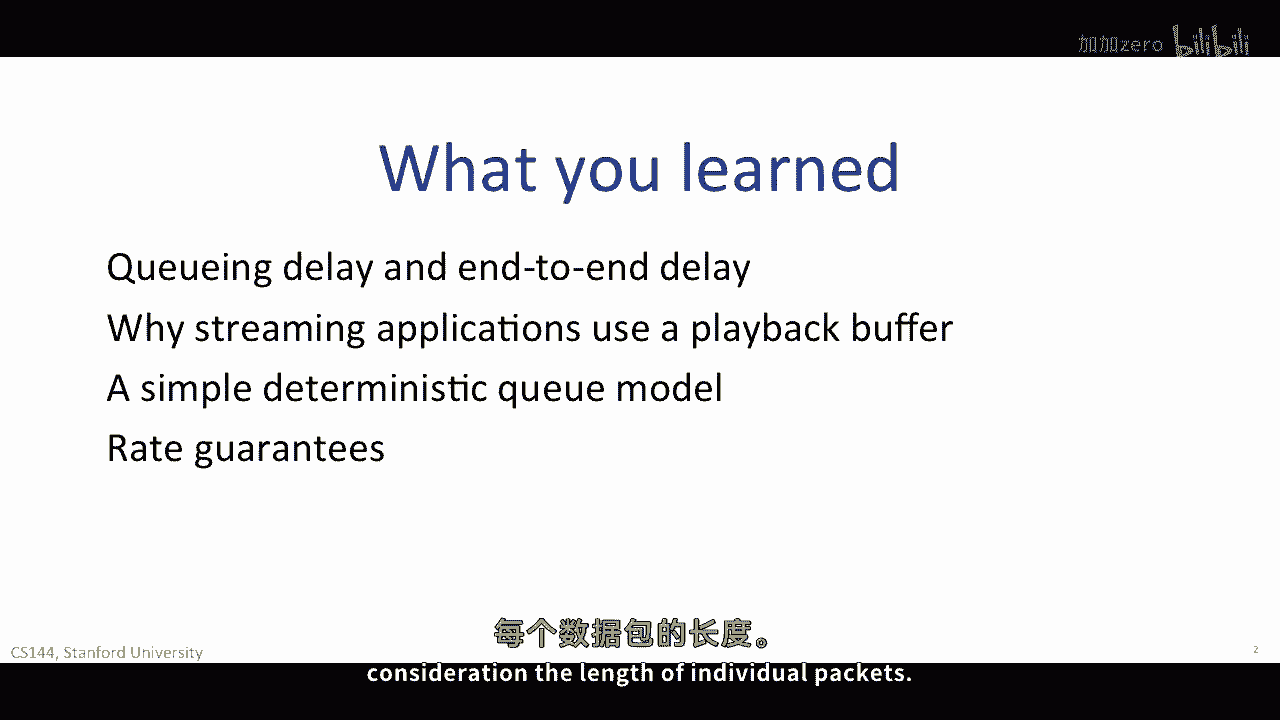 加加zero bilibili
What you learned
Queueing delay and end-to-end delay
Why streaming applications use a playback buffer
A simple deterministic queue model
Rate guarantees
每个数据包的长度。
CS144, Stanford University
2
consideration the length of individual packets.